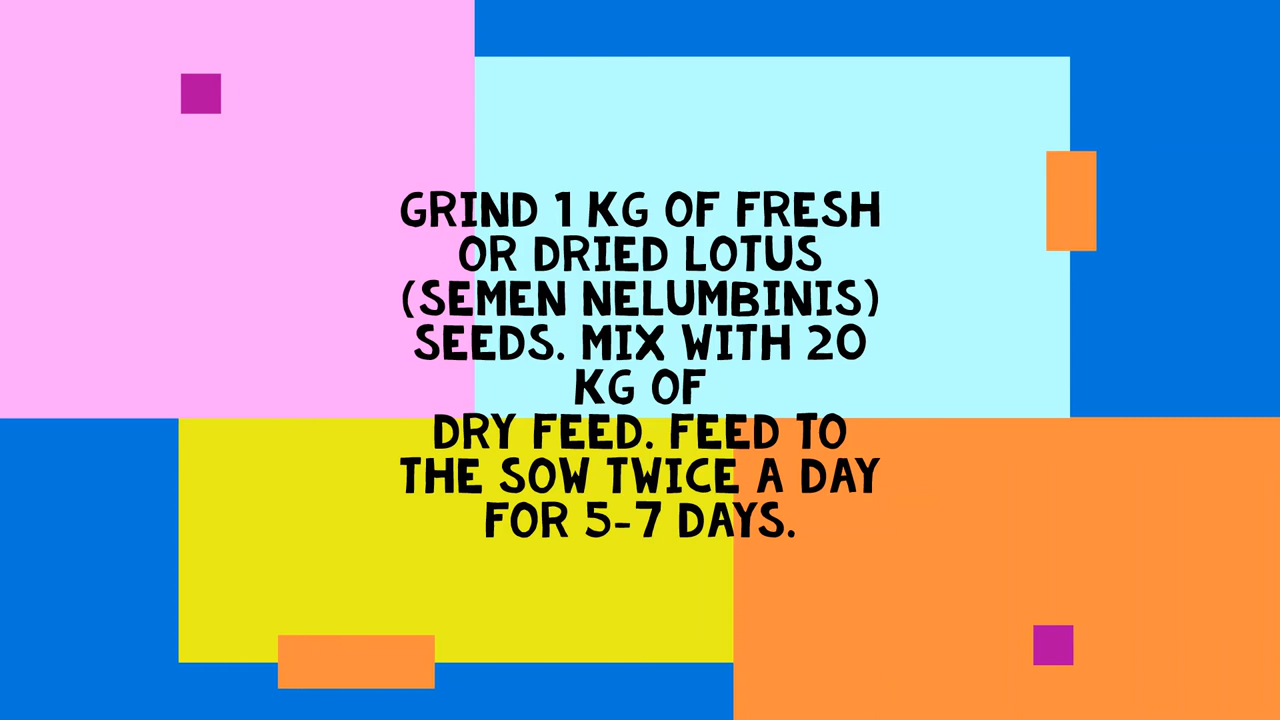 GRIND 1 KG OF FRESH
OR DRIED LOTUS
(SEMEN NELUMBINIS)
SEEDS. MIX WITH 20
KG OF
DRY FEED. FEED TO
THE SOW TWICE A DAY
FOR 5-7 DAYS.